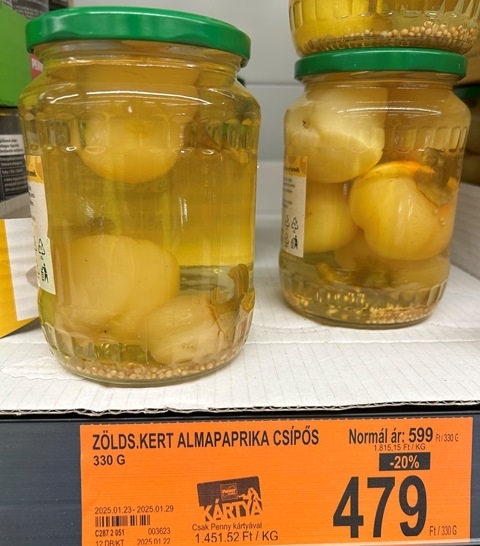 ZÖLDS.KERT ALMAPAPRIKA CSÍPŐS
330 G
Normál ár: 599 Ft / 330 G
1.815,15 Ft / KG
-20%
479 Ft / 330 G
Penny
KÁRTYA
Csak Penny kártyával
1.451.52 Ft / KG
2025.01.23- 2025.01.29
C287 2 051 003623
12 DB/KT 2025.01.22